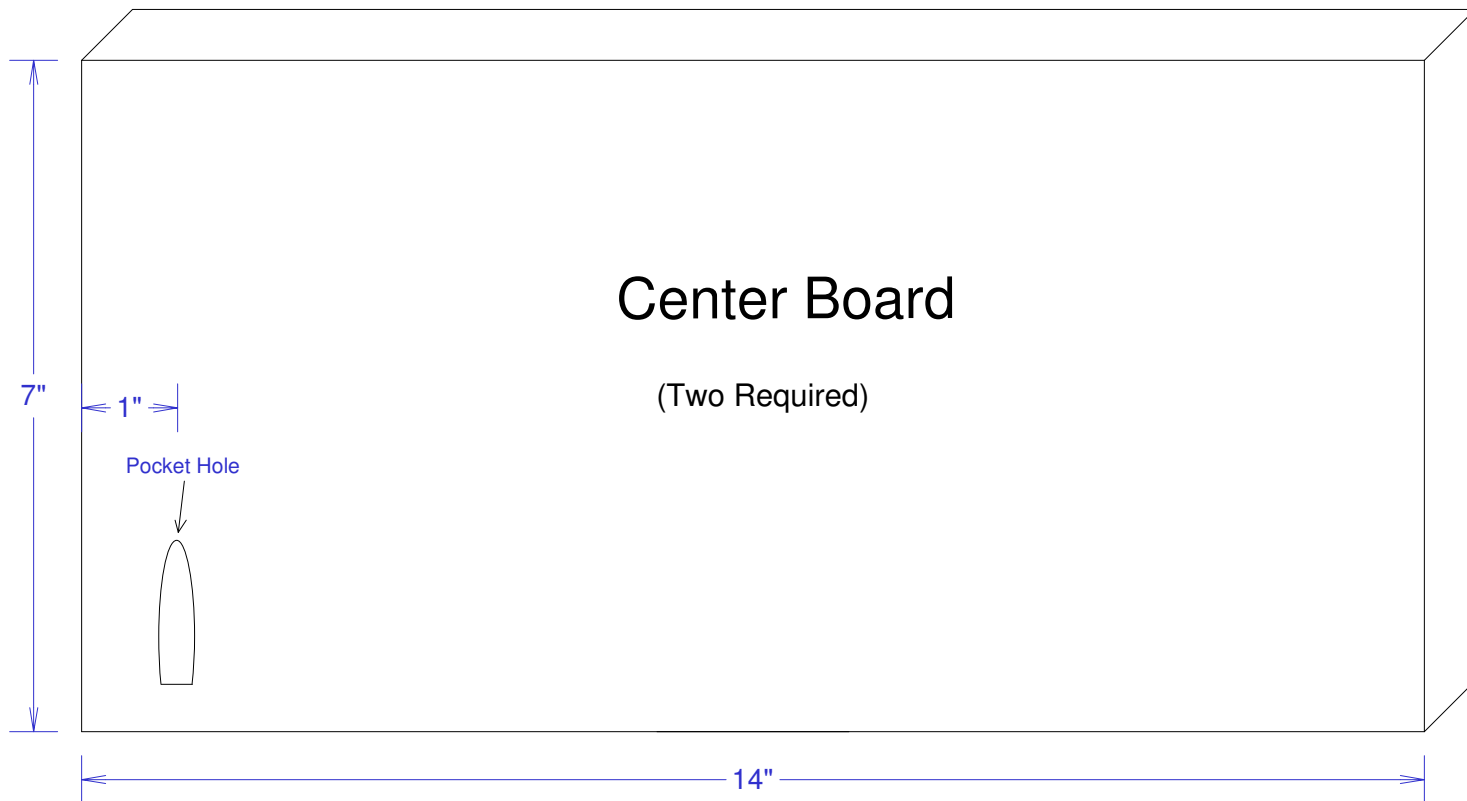 Center Board
(Two Required)
7"
1"
Pocket Hole
14"